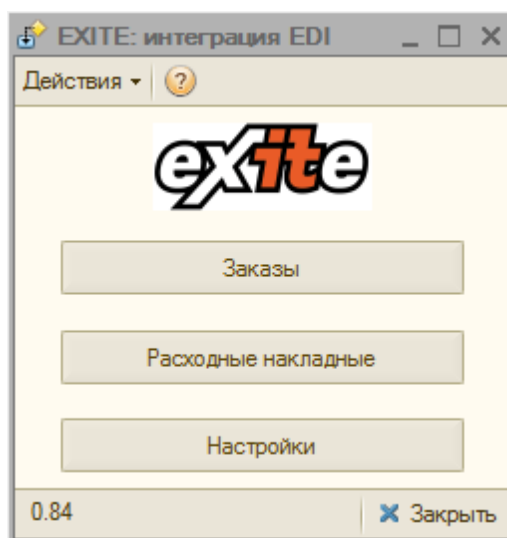 EXITE: интеграция EDI
Действия
?
exite
Заказы
Расходные накладные
Настройки
0.84
Закрыть